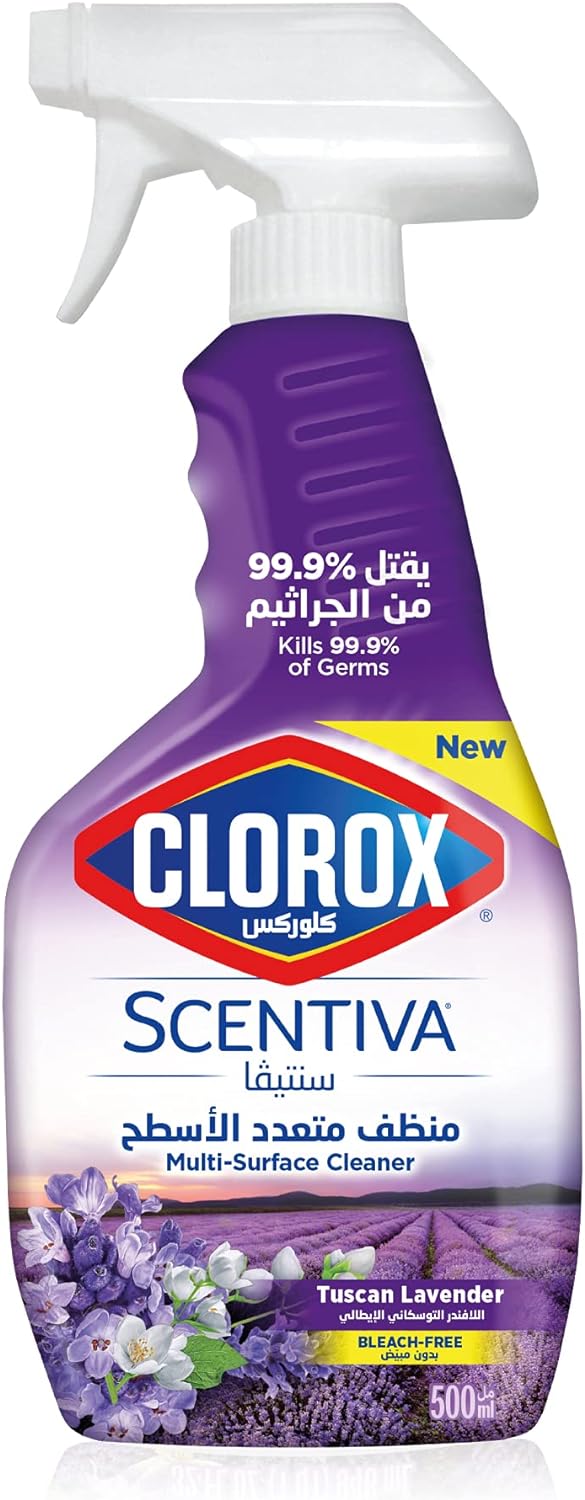 يقتل 99.9%
من الجراثيم
Kills 99.9%
of Germs
New
CLOROX
كلوركس
®
SCENTIVA®
سنتيڤا
منظف متعدد الأسطح
Multi-Surface Cleaner
Tuscan Lavender
اللافندر التوسكاني الإيطالي
BLEACH-FREE
بدون مبيّض
500 مل
ml